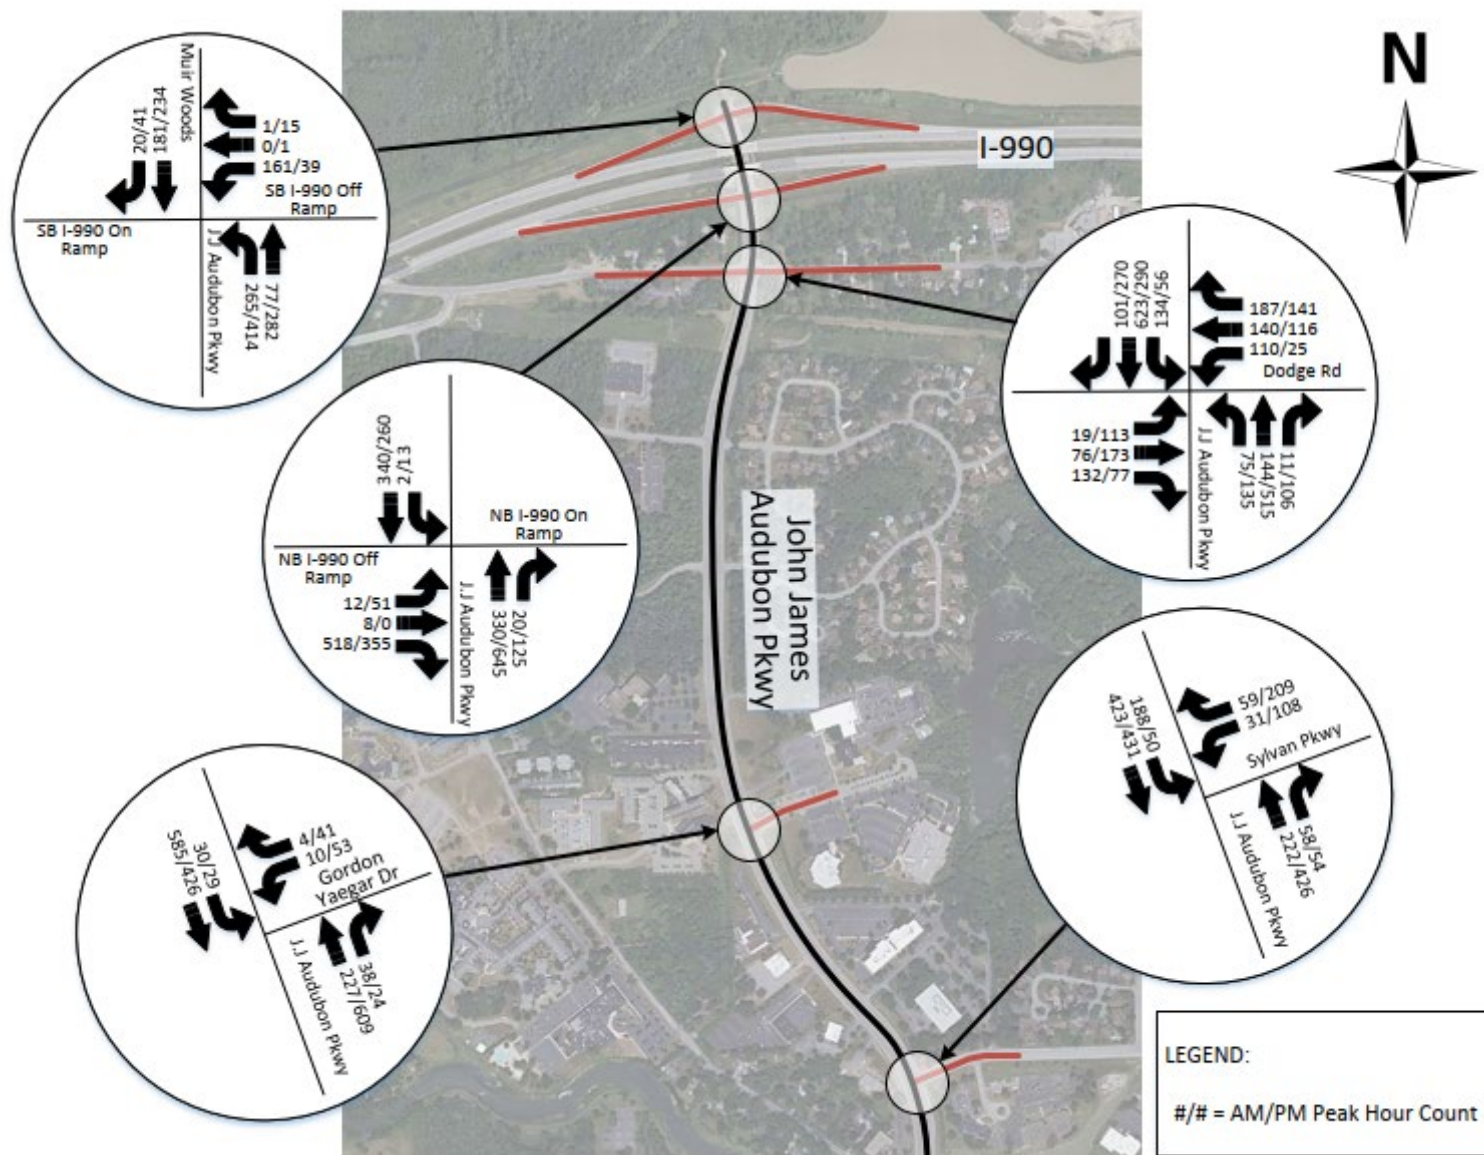 N
I-990
John James
Audubon Pkwy
Muir Woods
20/41
181/234
1/15
0/1
161/39
SB I-990 Off
Ramp
SB I-990 On
Ramp
J.J Audubon Pkwy
265/414
77/282
340/260
2/13
NB I-990 On
Ramp
NB I-990 Off
Ramp
12/51
8/0
518/355
J.J Audubon Pkwy
330/645
20/125
101/270
623/290
134/56
187/141
140/116
110/25
Dodge Rd
19/113
76/173
132/77
J.J Audubon Pkwy
75/135
144/515
11/106
30/29
585/426
4/41
10/53
Gordon
Yaegar Dr
J.J Audubon Pkwy
38/24
227/609
188/50
423/431
59/209
31/108
Sylvan Pkwy
J.J Audubon Pkwy
58/54
222/426
LEGEND:
#/# = AM/PM Peak Hour Count